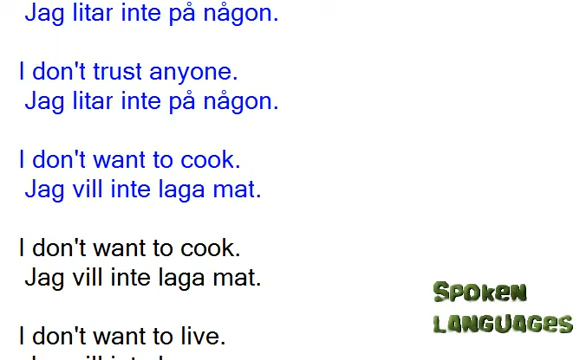 Jag litar inte på någon.
I don't trust anyone.
Jag litar inte på någon.
I don't want to cook.
Jag vill inte laga mat.
I don't want to cook.
Jag vill inte laga mat.
I don't want to live.
Spoken
Languages